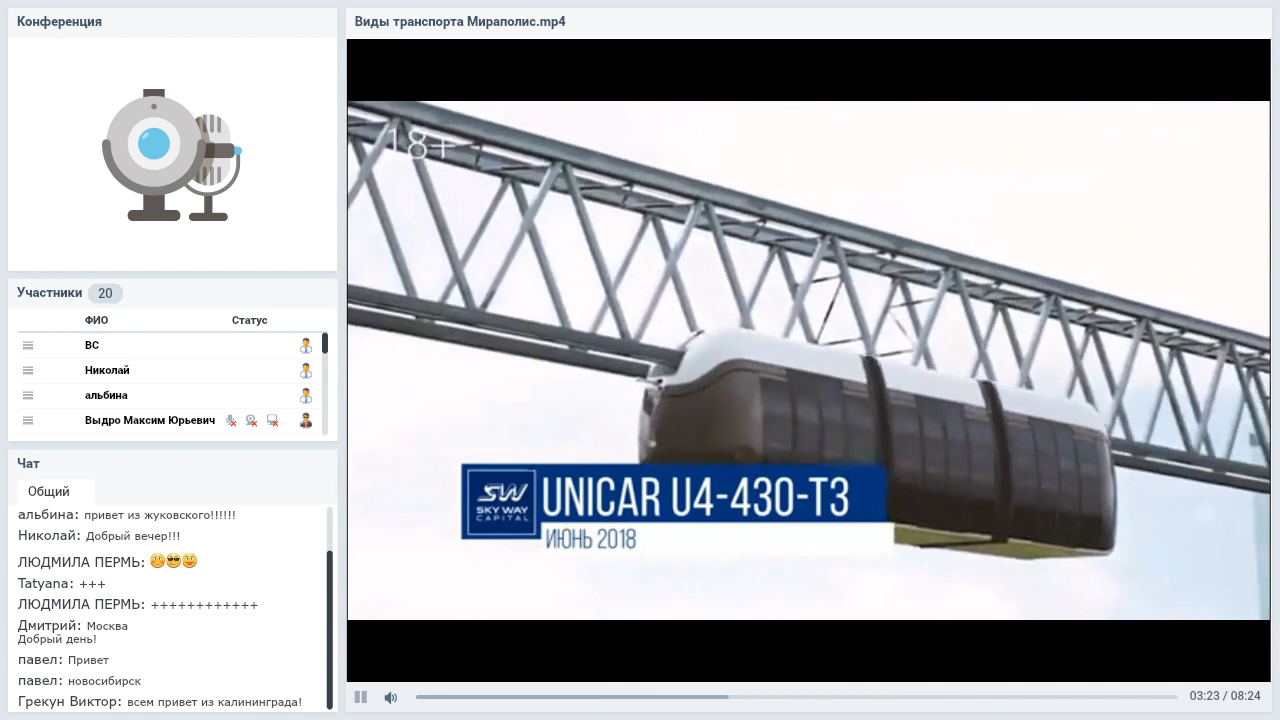 Конференция
Участники 20
ФИО Статус
ВС
Николай
альбина
Выдро Максим Юрьевич
Чат
Общий
альбина: привет из жуковского!!!!!!
Николай: Добрый вечер!!!
ЛЮДМИЛА ПЕРМЬ:
Tatyana: +++
ЛЮДМИЛА ПЕРМЬ: ++++++++++++
Дмитрий: Москва
Добрый день!
павел: Привет
павел: новосибирск
Грекун Виктор: всем привет из калининграда!
Виды транспорта Мираполис.mp4
18+
SW
SKY WAY
CAPITAL
UNICAR U4-430-T3
ИЮНЬ 2018
03:23 / 08:24